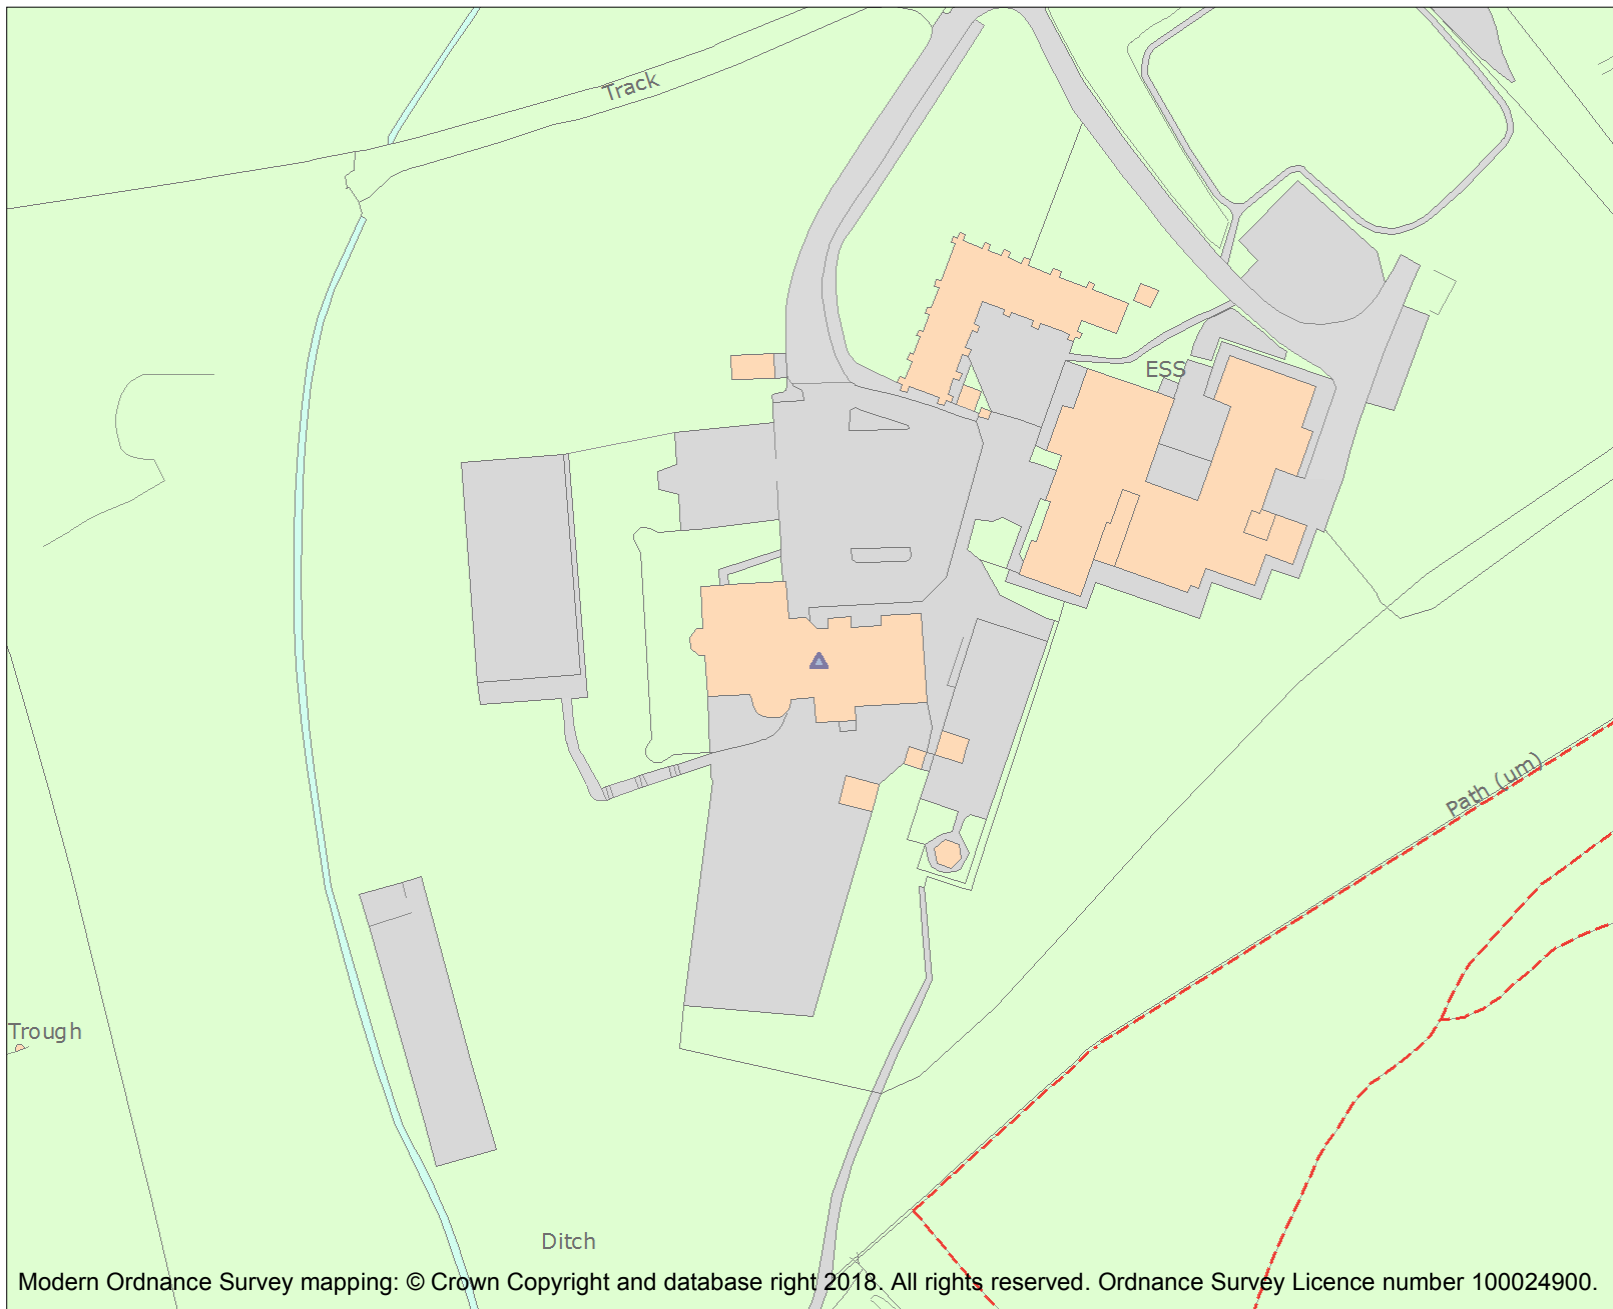 Track
ESS
Path (um)
Trough
Ditch
Modern Ordnance Survey mapping: © Crown Copyright and database right 2018. All rights reserved. Ordnance Survey Licence number 100024900.